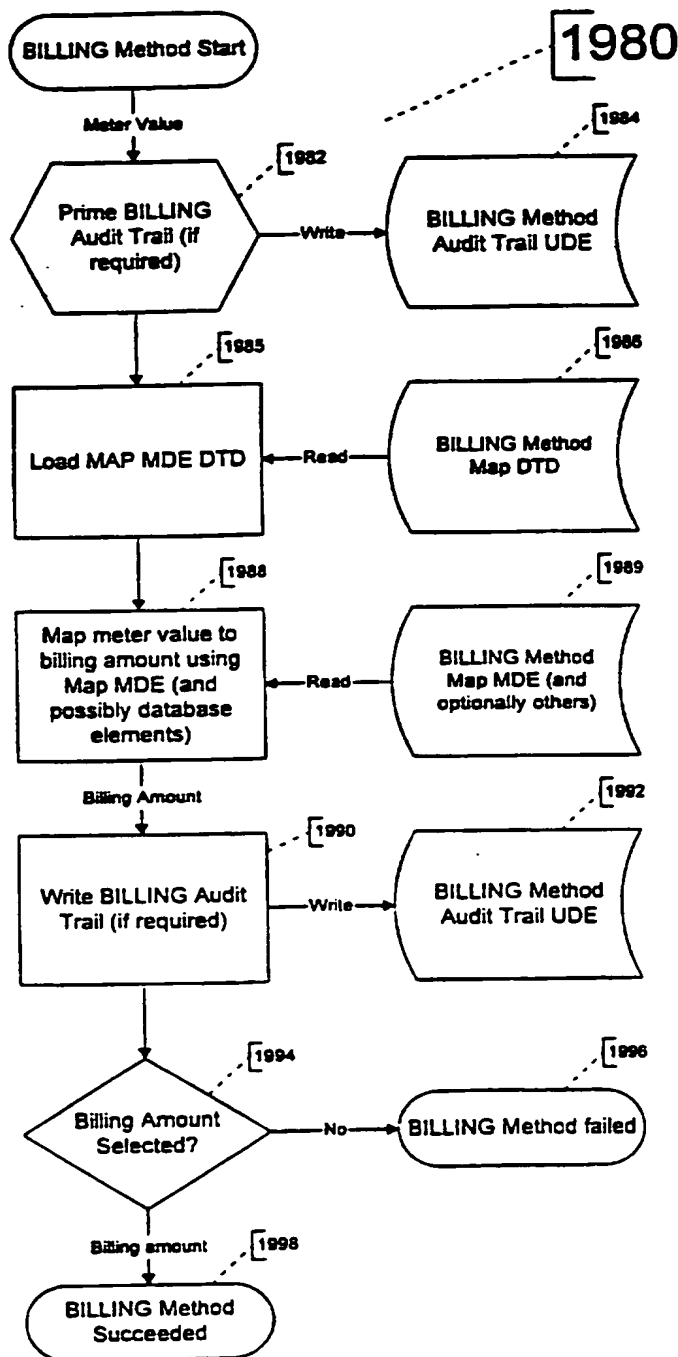 BILLING Method Start
1980
Meter Value
1984
1982
Prime BILLING
Audit Trail (if
required)
Write
BILLING Method
Audit Trail UDE
1985
1986
Load MAP MDE DTD
Read
BILLING Method
Map DTD
1988
1989
Map meter value to
billing amount using
Map MDE (and
possibly database
elements)
Read
BILLING Method
Map MDE (and
optionally others)
Billing Amount
1990
1992
Write BILLING Audit
Trail (if required)
Write
BILLING Method
Audit Trail UDE
1994
1996
Billing Amount
Selected?
No
BILLING Method failed
Billing amount
1998
BILLING Method
Succeeded